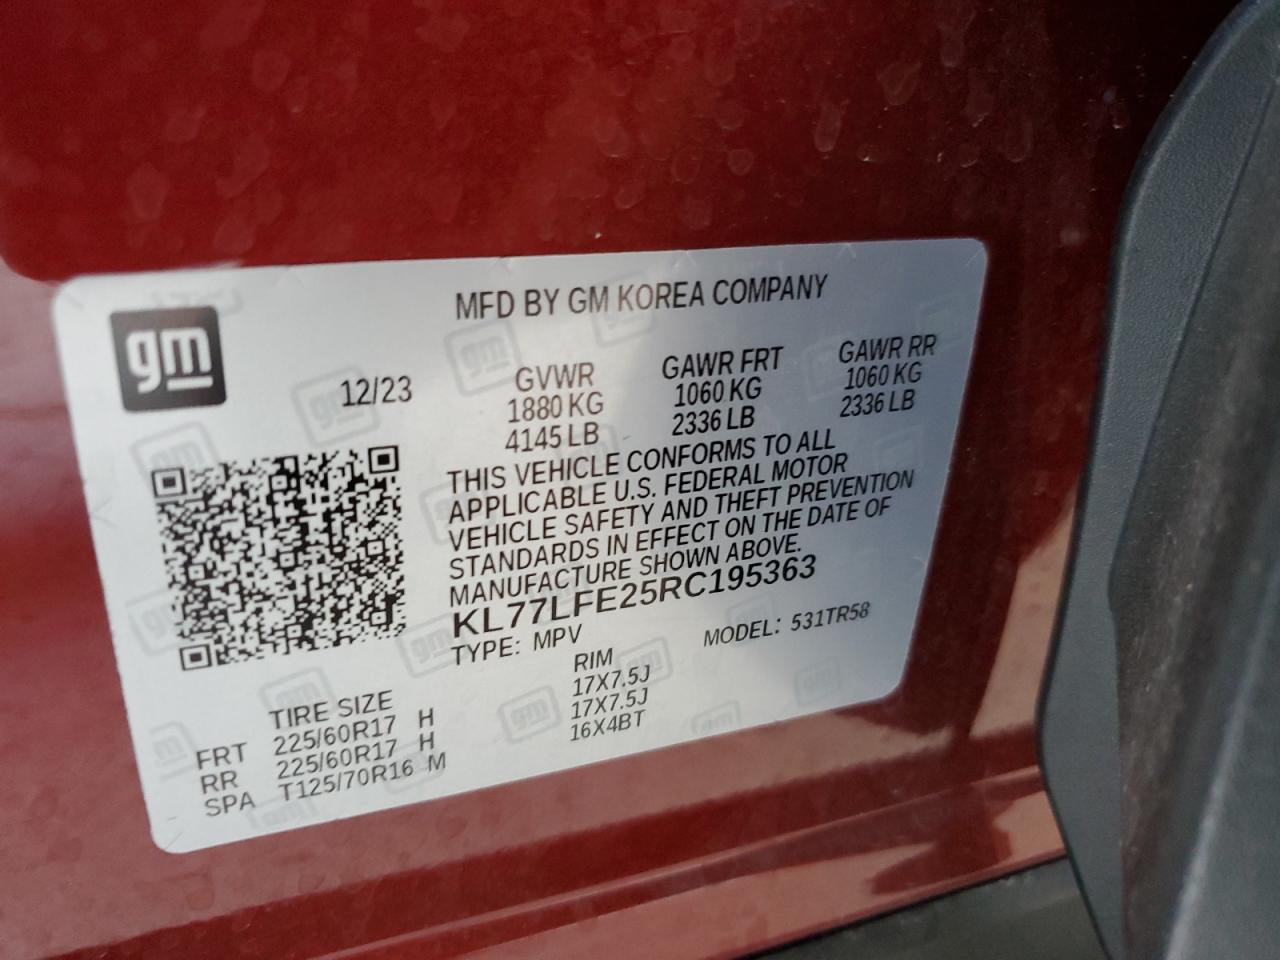 MFD BY GM KOREA COMPANY
gm
12/23
GVWR GAWR FRT GAWR RR
1880 KG 1060 KG 1060 KG
4145 LB 2336 LB 2336 LB
THIS VEHICLE CONFORMS TO ALL
APPLICABLE U.S. FEDERAL MOTOR
VEHICLE SAFETY AND THEFT PREVENTION
STANDARDS IN EFFECT ON THE DATE OF
MANUFACTURE SHOWN ABOVE.
KL77LFE25RC195363
TYPE: MPV MODEL: 531TR58
TIRE SIZE RIM
FRT 225/60R17 H 17X7.5J
RR 225/60R17 H 17X7.5J
SPA T125/70R16 M 16X4BT